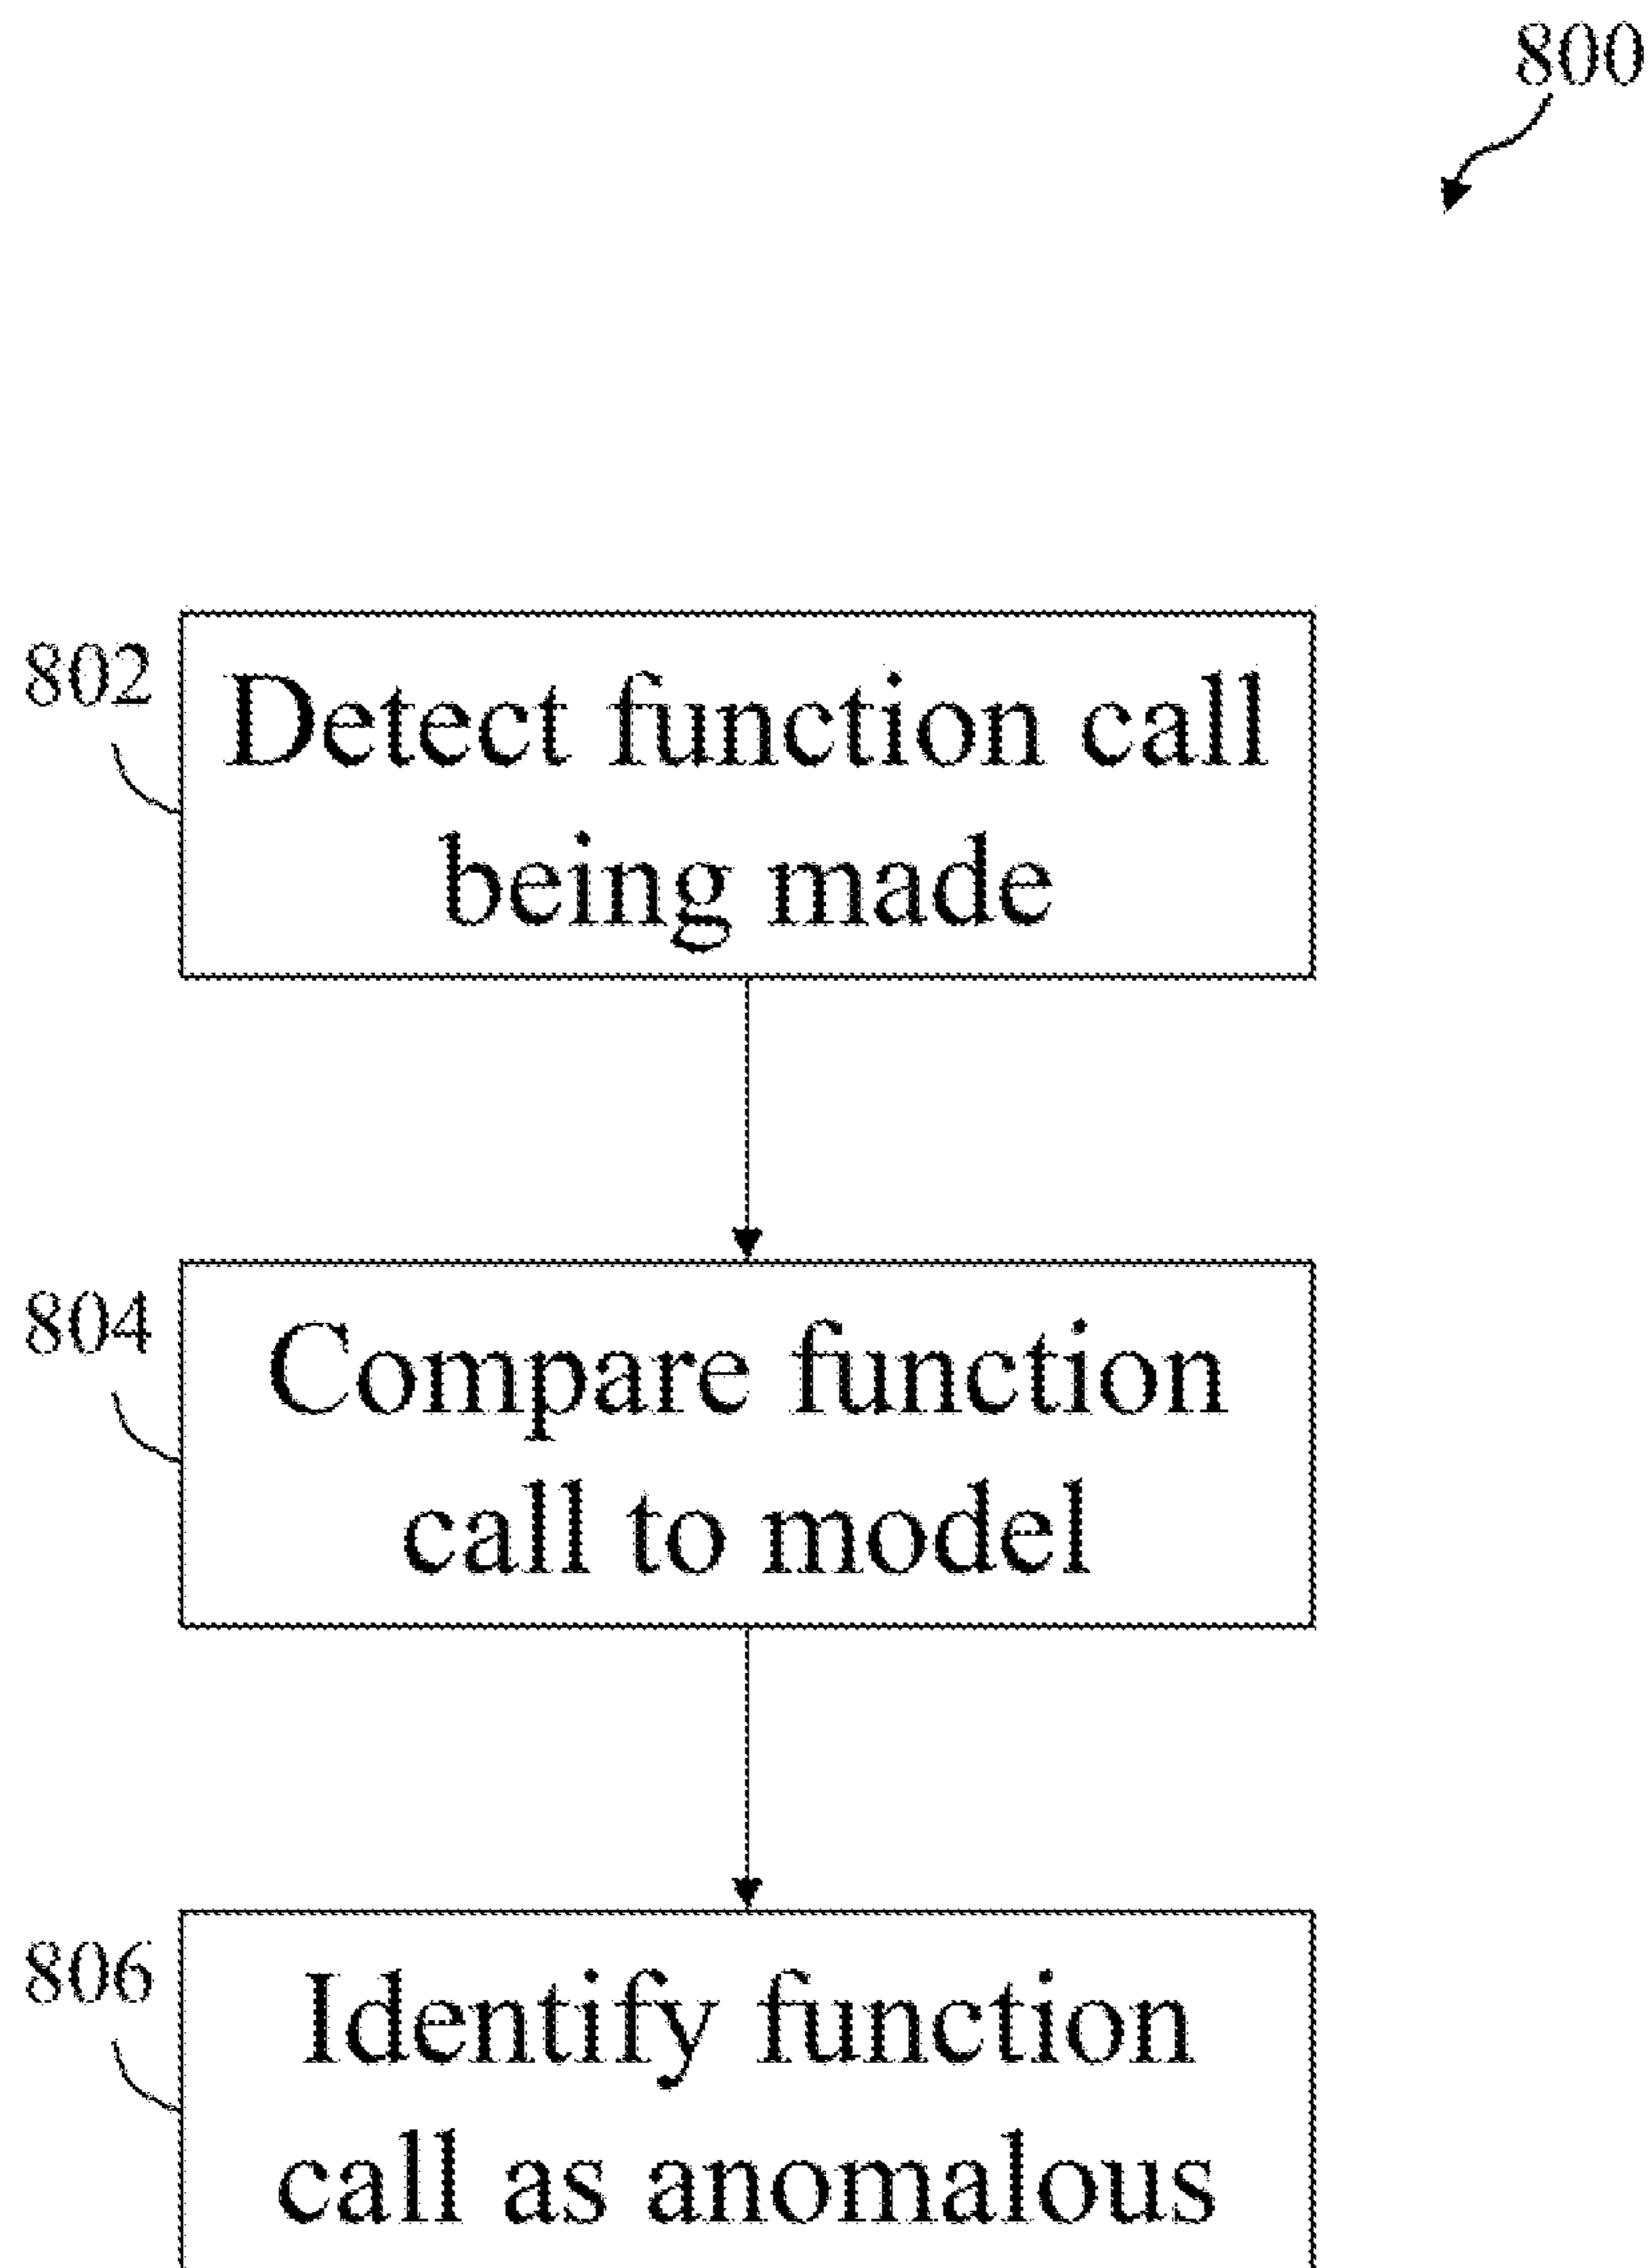 800
802
Detect function call
being made
804
Compare function
call to model
806
Identify function
call as anomalous